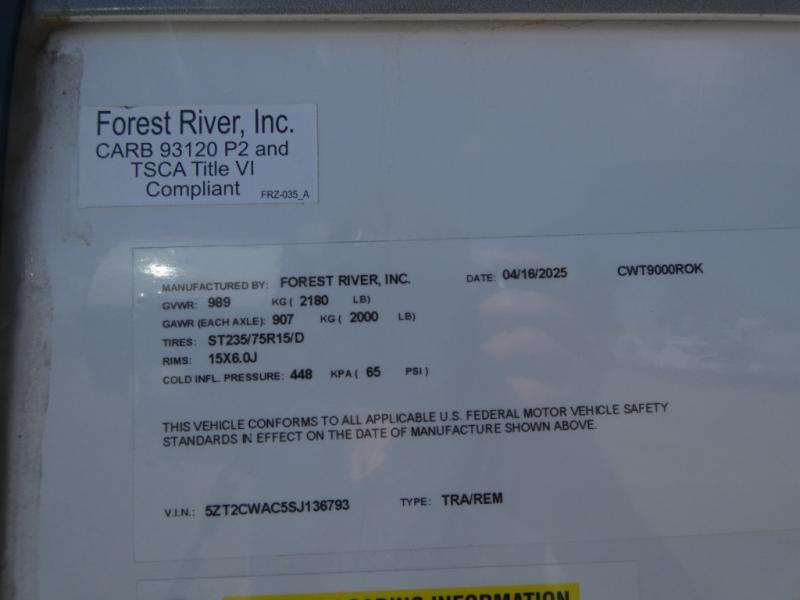 Forest River, Inc.
CARB 93120 P2 and
TSCA Title VI
Compliant FRZ-035_A
MANUFACTURED BY: FOREST RIVER, INC. DATE: 04/16/2025 CWT9000ROK
GVWR: 989 KG( 2180 LB)
GAWR (EACH AXLE): 907 KG ( 2000 LB)
TIRES: ST235/75R15/D
RIMS: 15X6.0J
COLD INFL. PRESSURE: 448 KPA ( 65 PSI )
THIS VEHICLE CONFORMS TO ALL APPLICABLE U.S. FEDERAL MOTOR VEHICLE SAFETY
STANDARDS IN EFFECT ON THE DATE OF MANUFACTURE SHOWN ABOVE.
V.I.N.: 5ZT2CWAC5SJ136793 TYPE: TRA/REM
INFORMATION